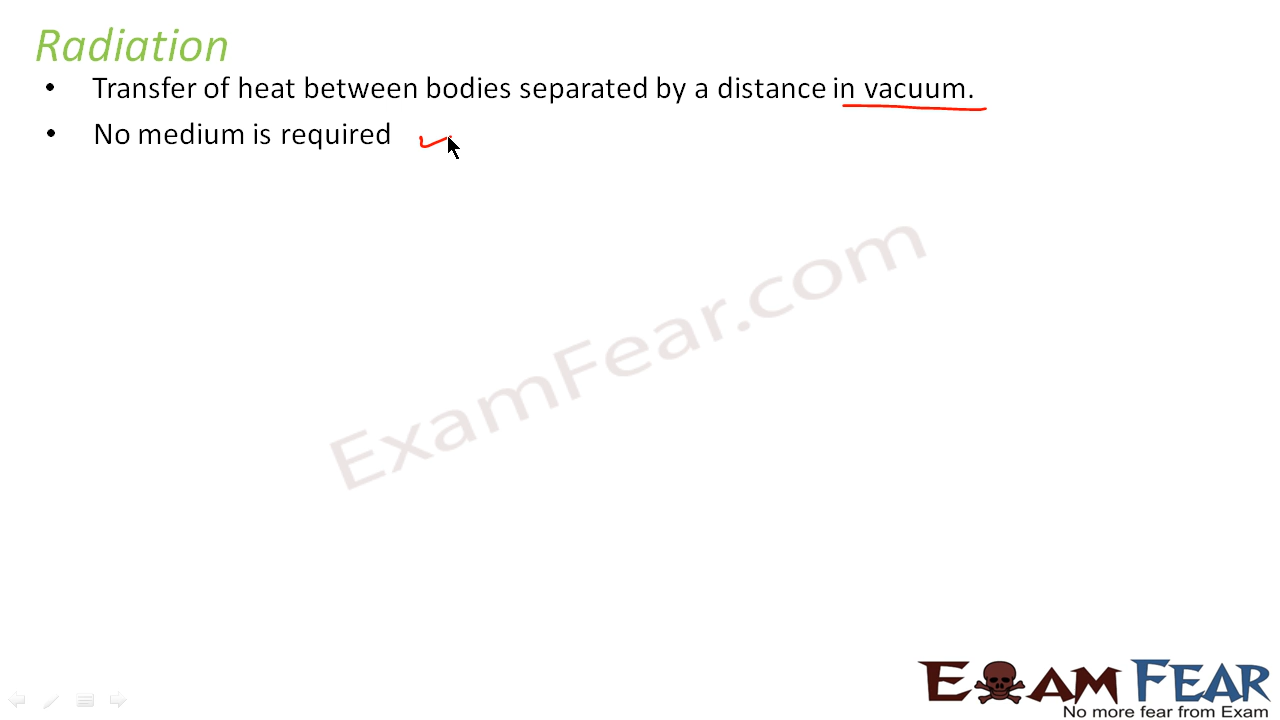 Radiation
• Transfer of heat between bodies separated by a distance in vacuum.
• No medium is required
ExamFear.com
EXAM FEAR
No more fear from Exam